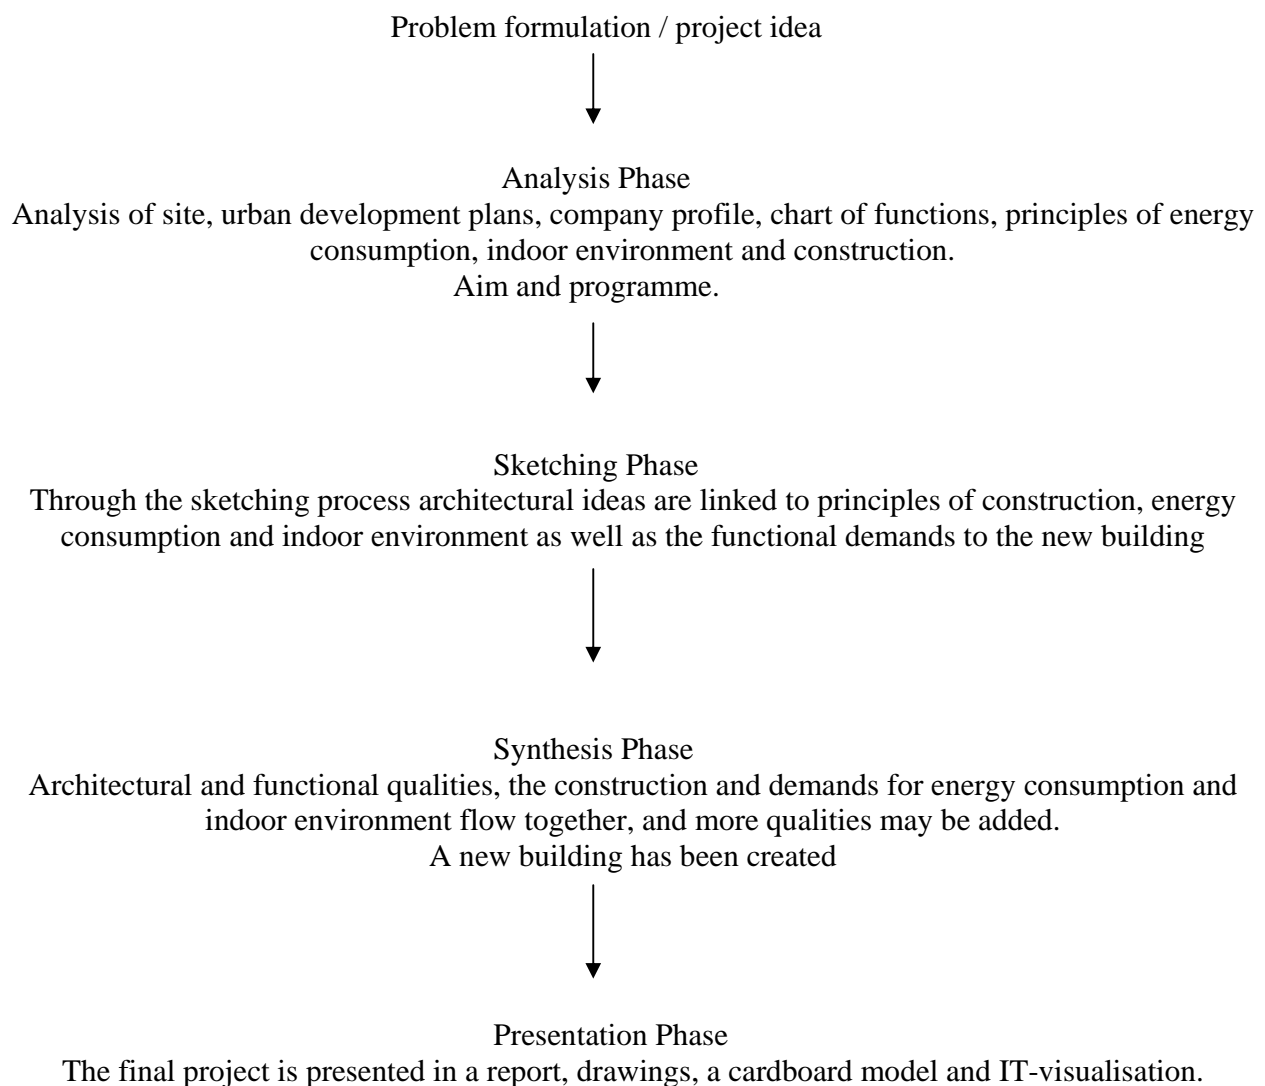 Problem formulation / project idea
Analysis Phase
Analysis of site, urban development plans, company profile, chart of functions, principles of energy
consumption, indoor environment and construction.
Aim and programme.
Sketching Phase
Through the sketching process architectural ideas are linked to principles of construction, energy
consumption and indoor environment as well as the functional demands to the new building
Synthesis Phase
Architectural and functional qualities, the construction and demands for energy consumption and
indoor environment flow together, and more qualities may be added.
A new building has been created
Presentation Phase
The final project is presented in a report, drawings, a cardboard model and IT-visualisation.